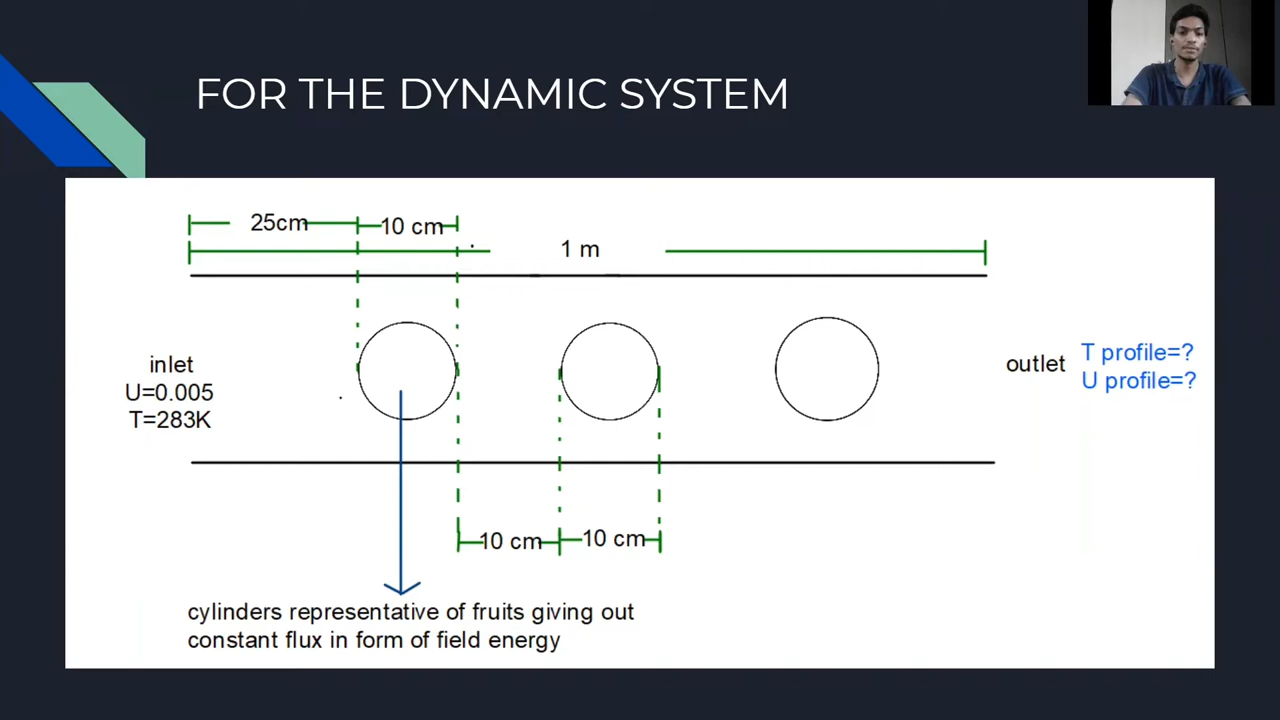 FOR THE DYNAMIC SYSTEM
25cm
10 cm
1 m
inlet
U=0.005
T=283K
outlet
T profile=?
U profile=?
10 cm
10 cm
cylinders representative of fruits giving out
constant flux in form of field energy